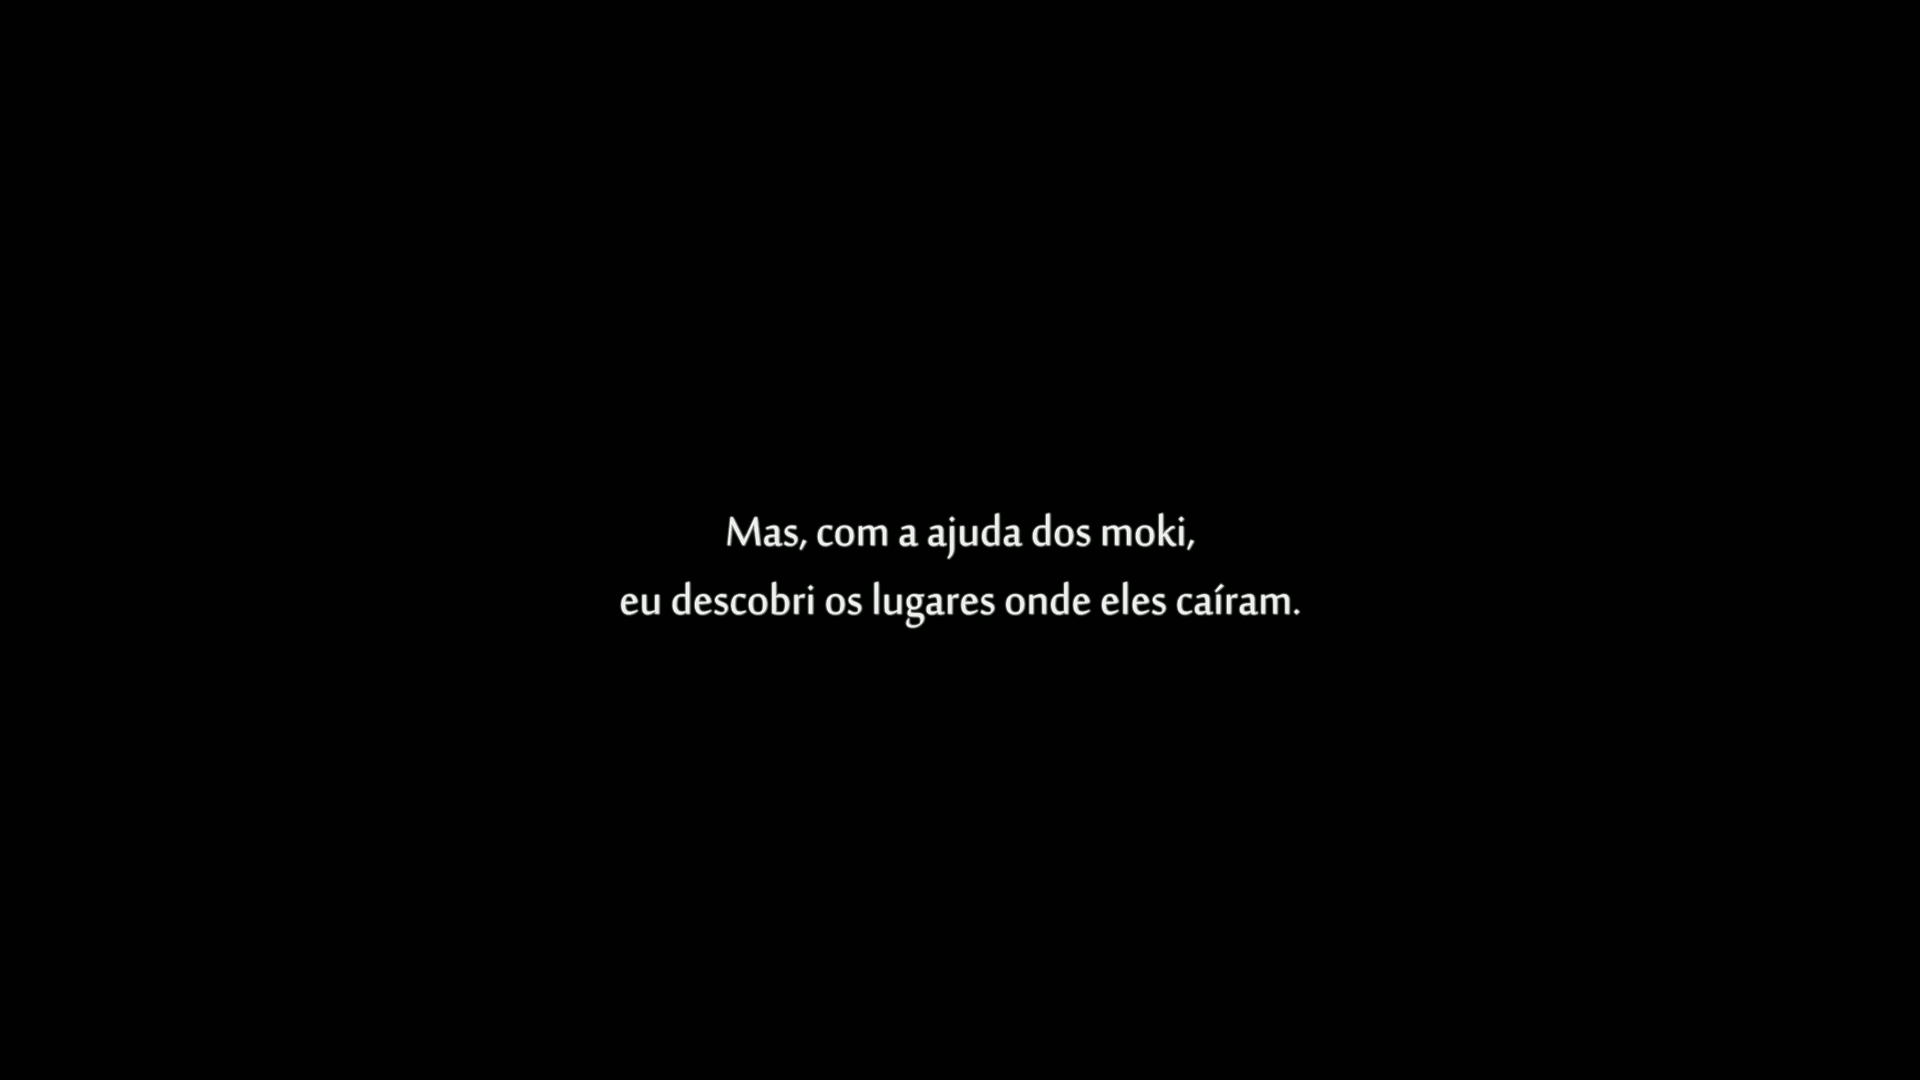 Mas, com a ajuda dos moki,
eu descobri os lugares onde eles caíram.